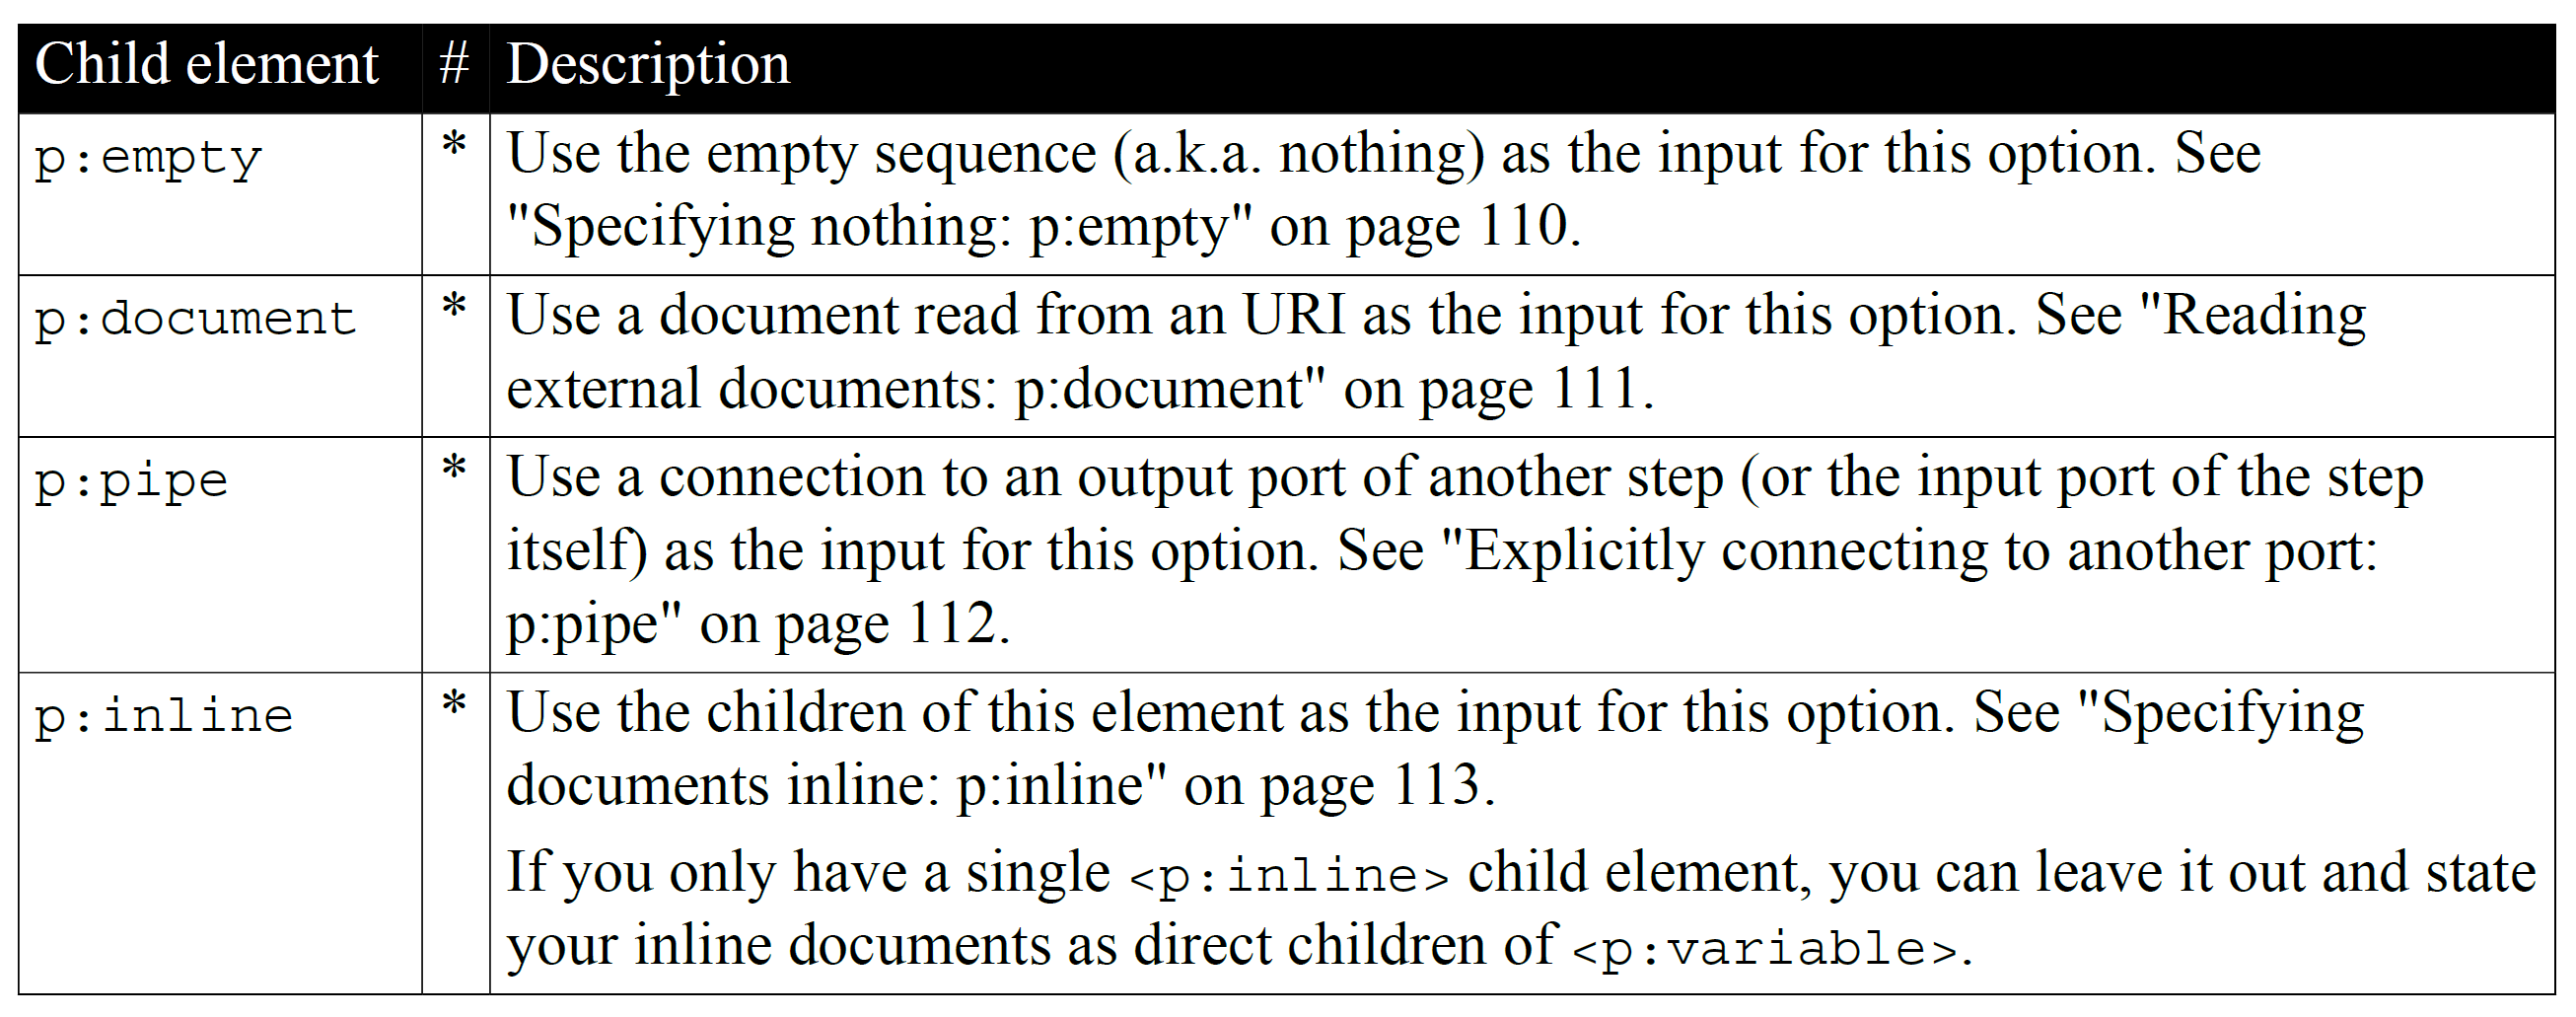 Child element # Description
p:empty * Use the empty sequence (a.k.a. nothing) as the input for this option. See
"Specifying nothing: p:empty" on page 110.
p:document * Use a document read from an URI as the input for this option. See "Reading
external documents: p:document" on page 111.
p:pipe * Use a connection to an output port of another step (or the input port of the step
itself) as the input for this option. See "Explicitly connecting to another port:
p:pipe" on page 112.
p:inline * Use the children of this element as the input for this option. See "Specifying
documents inline: p:inline" on page 113.
If you only have a single <p:inline> child element, you can leave it out and state
your inline documents as direct children of <p:variable>.